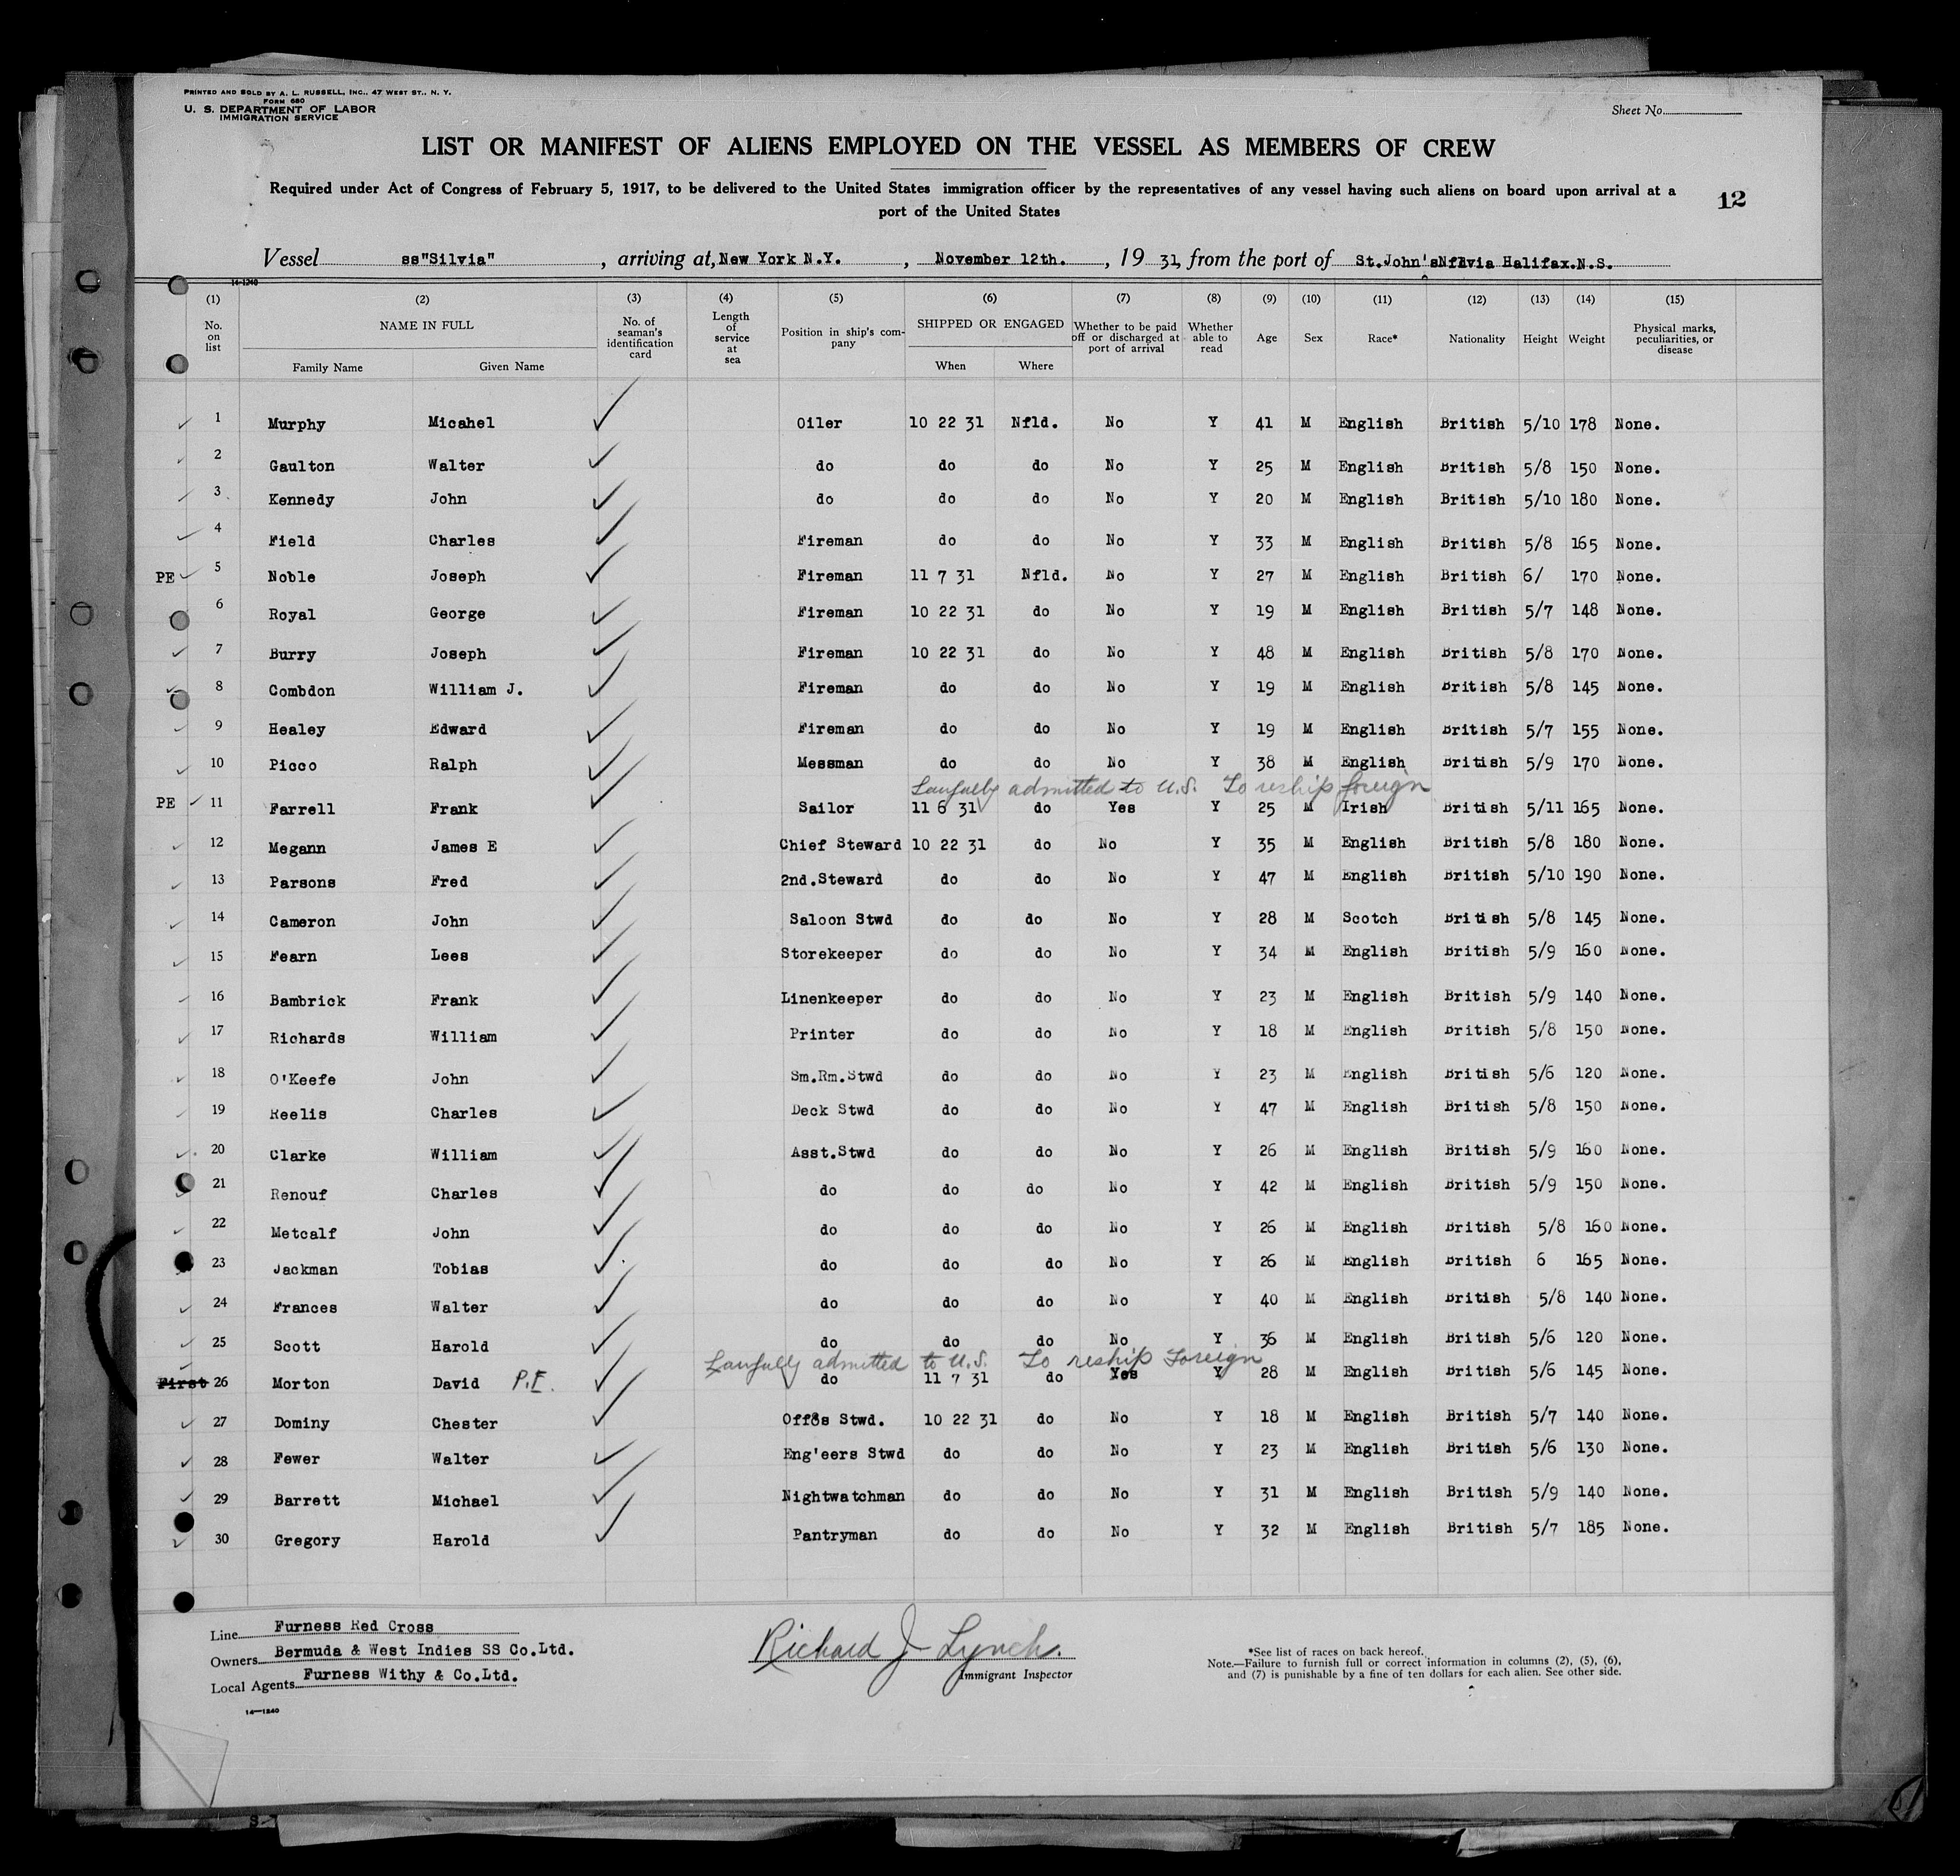 PRINTED AND SOLD BY A. L. RUSSELL, INC., 47 WEST ST., N. Y.
FORM 680
U. S. DEPARTMENT OF LABOR
IMMIGRATION SERVICE
Sheet No.
LIST OR MANIFEST OF ALIENS EMPLOYED ON THE VESSEL AS MEMBERS OF CREW
Required under Act of Congress of February 5, 1917, to be delivered to the United States immigration officer by the representatives of any vessel having such aliens on board upon arrival at a
port of the United States
12
Vessel ss"Silvia" , arriving at, New York N.Y. , November 12th. , 19 31, from the port of St.John's Nfl via Halifax.N.S.
14-1240
(1) (2) (3) (4) (5) (6) (7) (8) (9) (10) (11) (12) (13) (14) (15)
No. on list NAME IN FULL Family Name Given Name No. of seaman's identification card Length of service at sea Position in ship's company SHIPPED OR ENGAGED When Where Whether to be paid off or discharged at port of arrival Whether able to read Age Sex Race* Nationality Height Weight Physical marks, peculiarities, or disease
1 Murphy Micahel Oiler 10 22 31 Nfld. No Y 41 M English British 5/10 178 None.
2 Gaulton Walter do do do No Y 25 M English British 5/8 150 None.
3 Kennedy John do do do No Y 20 M English British 5/10 180 None.
4 Field Charles Fireman do do No Y 33 M English British 5/8 165 None.
PE 5 Noble Joseph Fireman 11 7 31 Nfld. No Y 27 M English British 6/ 170 None.
6 Royal George Fireman 10 22 31 do No Y 19 M English British 5/7 148 None.
7 Burry Joseph Fireman 10 22 31 do No Y 48 M English British 5/8 170 None.
8 Combdon William J. Fireman do do No Y 19 M English British 5/8 145 None.
9 Healey Edward Fireman do do No Y 19 M English British 5/7 155 None.
10 Picco Ralph Messman do do No Y 38 M English British 5/9 170 None.
Lawfully admitted to U.S. To reship foreign
PE 11 Farrell Frank Sailor 11 6 31 do Yes Y 25 M Irish British 5/11 165 None.
12 Megann James E Chief Steward 10 22 31 do No Y 35 M English British 5/8 180 None.
13 Parsons Fred 2nd.Steward do do No Y 47 M English British 5/10 190 None.
14 Cameron John Saloon Stwd do do No Y 28 M Scotch British 5/8 145 None.
15 Fearn Lees Storekeeper do do No Y 34 M English British 5/9 160 None.
16 Bambrick Frank Linenkeeper do do No Y 23 M English British 5/9 140 None.
17 Richards William Printer do do No Y 18 M English British 5/8 150 None.
18 O'Keefe John Sm.Rm.Stwd do do No Y 23 M English British 5/6 120 None.
19 Reelis Charles Deck Stwd do do No Y 47 M English British 5/8 150 None.
20 Clarke William Asst.Stwd do do No Y 26 M English British 5/9 160 None.
21 Renouf Charles do do do No Y 42 M English British 5/9 150 None.
22 Metcalf John do do do No Y 26 M English British 5/8 160 None.
23 Jackman Tobias do do do No Y 26 M English British 6 165 None.
24 Frances Walter do do do No Y 40 M English British 5/8 140 None.
25 Scott Harold do do do No Y 36 M English British 5/6 120 None.
Lawfully admitted to U.S. To reship Foreign
First 26 Morton David P.E. do 11 7 31 do Yes Y 28 M English British 5/6 145 None.
27 Dominy Chester Off8s Stwd. 10 22 31 do No Y 18 M English British 5/7 140 None.
28 Fewer Walter Eng'eers Stwd do do No Y 23 M English British 5/6 130 None.
29 Barrett Michael Nightwatchman do do No Y 31 M English British 5/9 140 None.
30 Gregory Harold Pantryman do do No Y 32 M English British 5/7 185 None.
Line Furness Red Cross
Owners Bermuda & West Indies SS Co.Ltd.
Local Agents Furness Withy & Co.Ltd.
14-1240
Richard J Lynch.
Immigrant Inspector
*See list of races on back hereof.
Note.—Failure to furnish full or correct information in columns (2), (5), (6),
and (7) is punishable by a fine of ten dollars for each alien. See other side.